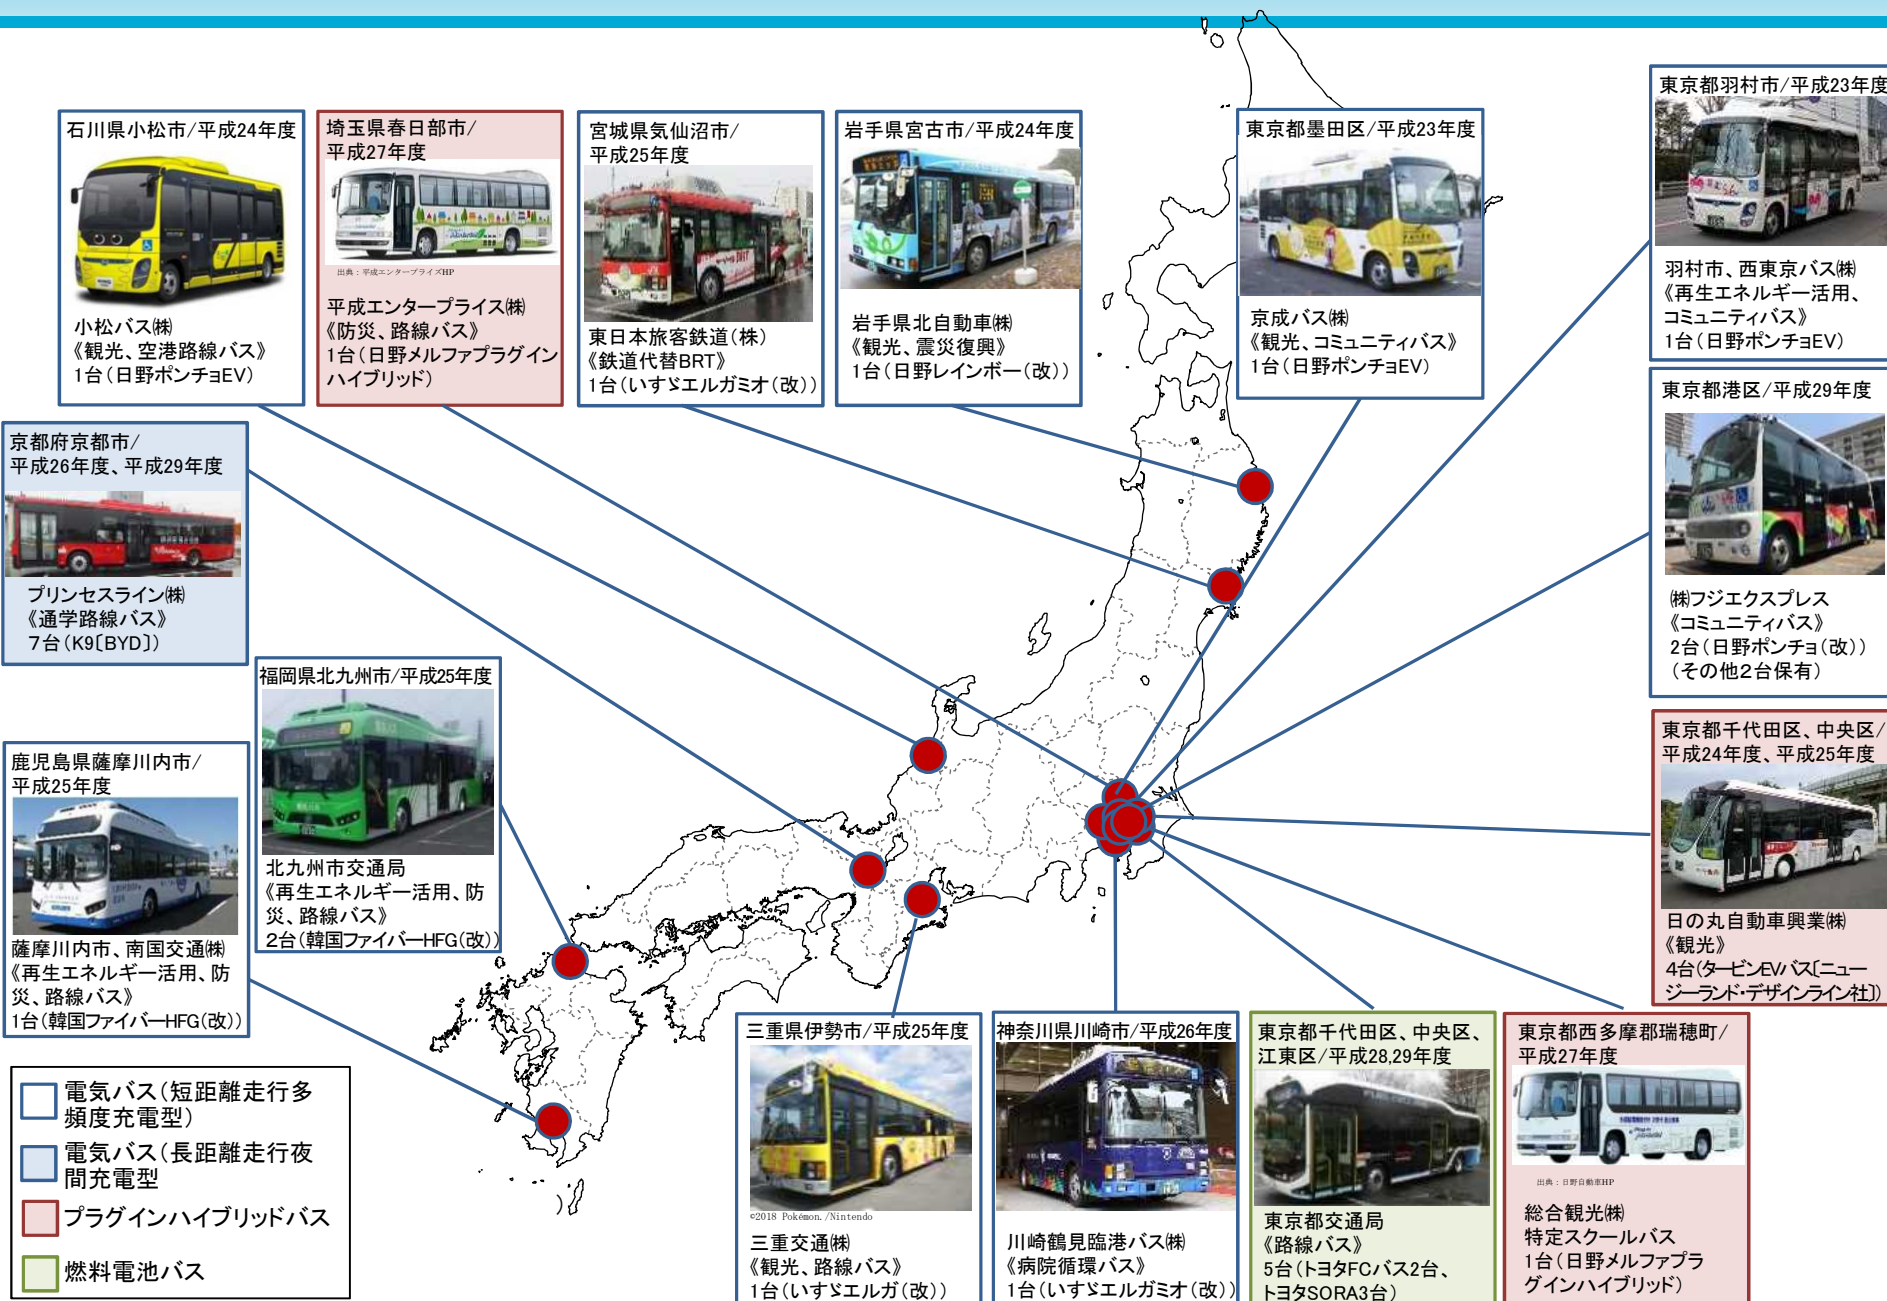 石川県小松市/平成24年度
小松バス㈱
《観光、空港路線バス》
1台(日野ポンチョEV)
埼玉県春日部市/
平成27年度
出典：平成エンタープライズHP
平成エンタープライス㈱
《防災、路線バス》
1台(日野メルファプラグイン
ハイブリッド)
宮城県気仙沼市/
平成25年度
東日本旅客鉄道(株)
《鉄道代替BRT》
1台(いすゞエルガミオ(改))
岩手県宮古市/平成24年度
岩手県北自動車㈱
《観光、震災復興》
1台(日野レインボー(改))
東京都墨田区/平成23年度
京成バス㈱
《観光、コミュニティバス》
1台(日野ポンチョEV)
東京都羽村市/平成23年度
羽村市、西東京バス㈱
《再生エネルギー活用、
コミュニティバス》
1台(日野ポンチョEV)
東京都港区/平成29年度
㈱フジエクスプレス
《コミュニティバス》
2台(日野ポンチョ(改))
(その他2台保有)
東京都千代田区、中央区/
平成24年度、平成25年度
日の丸自動車興業㈱
《観光》
4台(タービンEVバス〔ニュー
ジーランド・デザインライン社〕)
京都府京都市/
平成26年度、平成29年度
プリンセスライン㈱
《通学路線バス》
7台(K9〔BYD〕)
福岡県北九州市/平成25年度
北九州市交通局
《再生エネルギー活用、防
災、路線バス》
2台(韓国ファイバーHFG(改))
鹿児島県薩摩川内市/
平成25年度
薩摩川内市、南国交通㈱
《再生エネルギー活用、防
災、路線バス》
1台(韓国ファイバーHFG(改))
三重県伊勢市/平成25年度
©2018 Pokémon./Nintendo
三重交通㈱
《観光、路線バス》
1台(いすゞエルガ(改))
神奈川県川崎市/平成26年度
川崎鶴見臨港バス㈱
《病院循環バス》
1台(いすゞエルガミオ(改))
東京都千代田区、中央区、
江東区/平成28,29年度
東京都交通局
《路線バス》
5台(トヨタFCバス2台、
トヨタSORA3台)
東京都西多摩郡瑞穂町/
平成27年度
出典：日野自動車HP
総合観光㈱
特定スクールバス
1台(日野メルファプラ
グインハイブリッド)
電気バス(短距離走行多
頻度充電型)
電気バス(長距離走行夜
間充電型
プラグインハイブリッドバス
燃料電池バス